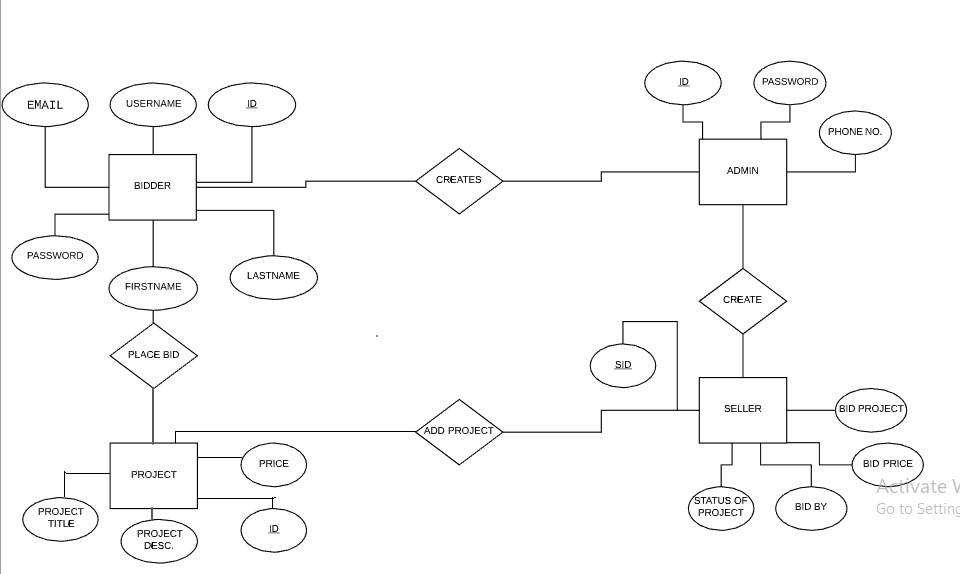 ID
PASSWORD
EMAIL
USERNAME
ID
PHONE NO.
BIDDER
CREATES
ADMIN
PASSWORD
LASTNAME
FIRSTNAME
CREATE
PLACE BID
SID
SELLER
BID PROJECT
ADD PROJECT
PROJECT
PRICE
BID PRICE
Activate W
Go to Setting
PROJECT
TITLE
PROJECT
DESC.
ID
STATUS OF
PROJECT
BID BY